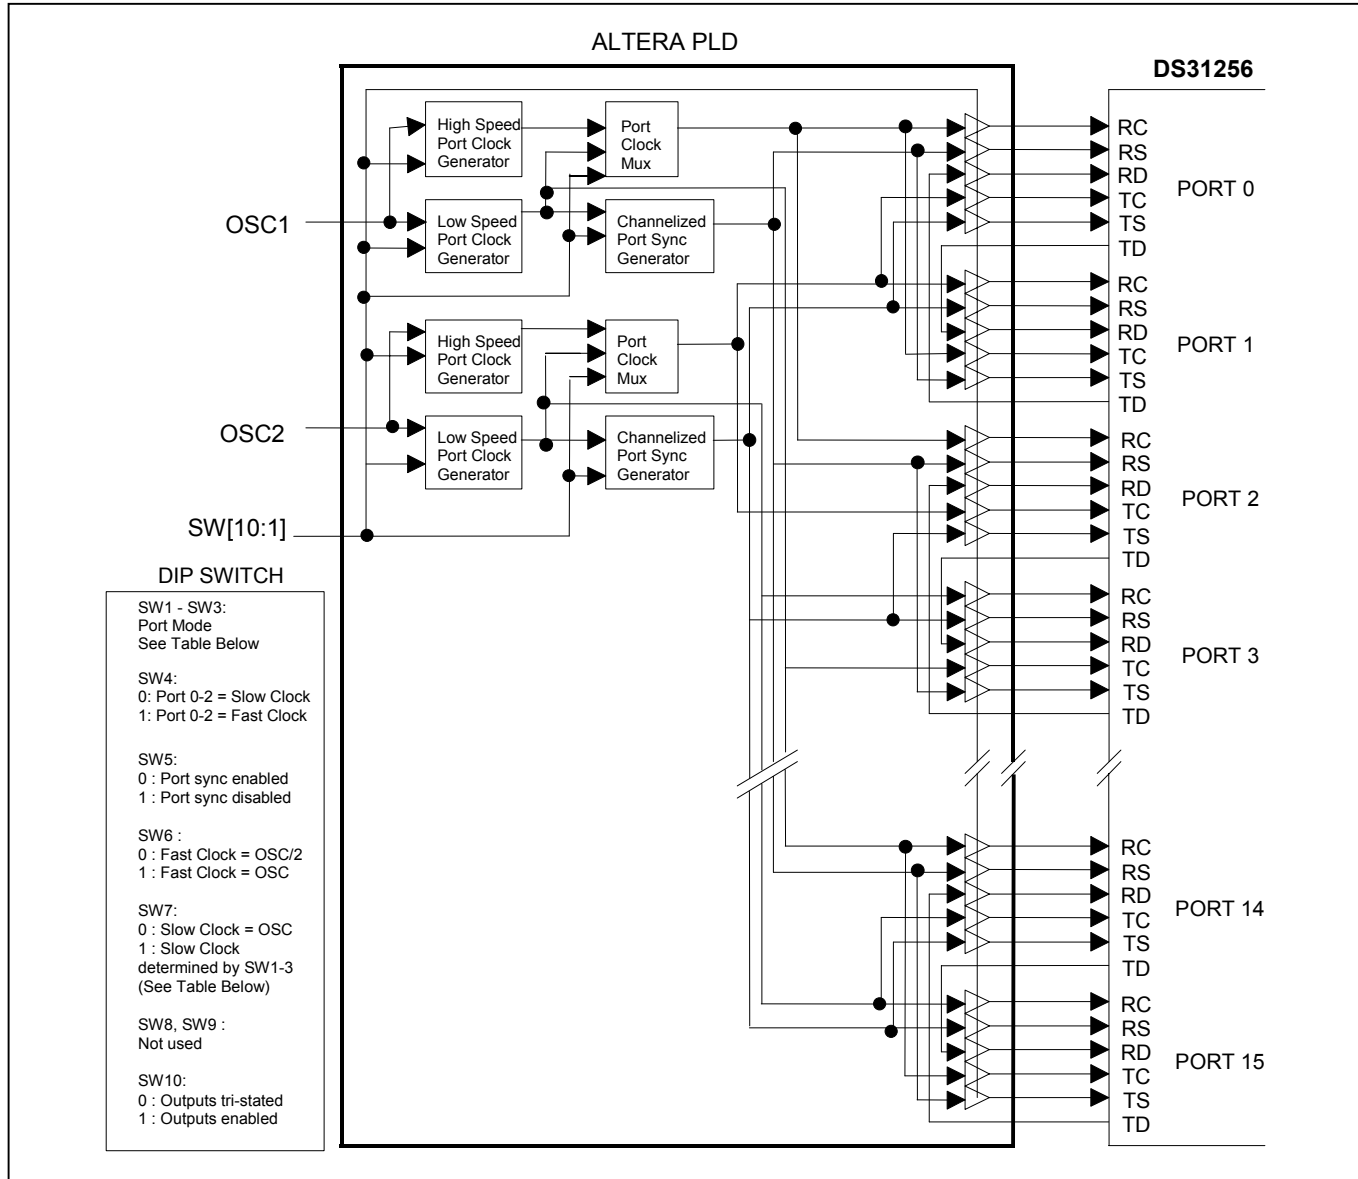 ALTERA PLD
DS31256
High Speed
Port Clock
Generator
Port
Clock
Mux
OSC1
Low Speed
Port Clock
Generator
Channelized
Port Sync
Generator
High Speed
Port Clock
Generator
Port
Clock
Mux
OSC2
Low Speed
Port Clock
Generator
Channelized
Port Sync
Generator
SW[10:1]
DIP SWITCH
SW1 - SW3:
Port Mode
See Table Below
SW4:
0: Port 0-2 = Slow Clock
1: Port 0-2 = Fast Clock
SW5:
0 : Port sync enabled
1 : Port sync disabled
SW6 :
0 : Fast Clock = OSC/2
1 : Fast Clock = OSC
SW7:
0 : Slow Clock = OSC
1 : Slow Clock
determined by SW1-3
(See Table Below)
SW8, SW9 :
Not used
SW10:
0 : Outputs tri-stated
1 : Outputs enabled
RC
RS
RD
TC
TS
TD
PORT 0
RC
RS
RD
TC
TS
TD
PORT 1
RC
RS
RD
TC
TS
TD
PORT 2
RC
RS
RD
TC
TS
TD
PORT 3
RC
RS
RD
TC
TS
TD
PORT 14
RC
RS
RD
TC
TS
TD
PORT 15